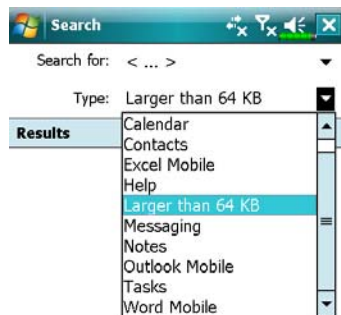 Search
Search for: < ... >
Type: Larger than 64 KB
Results
Calendar
Contacts
Excel Mobile
Help
Larger than 64 KB
Messaging
Notes
Outlook Mobile
Tasks
Word Mobile